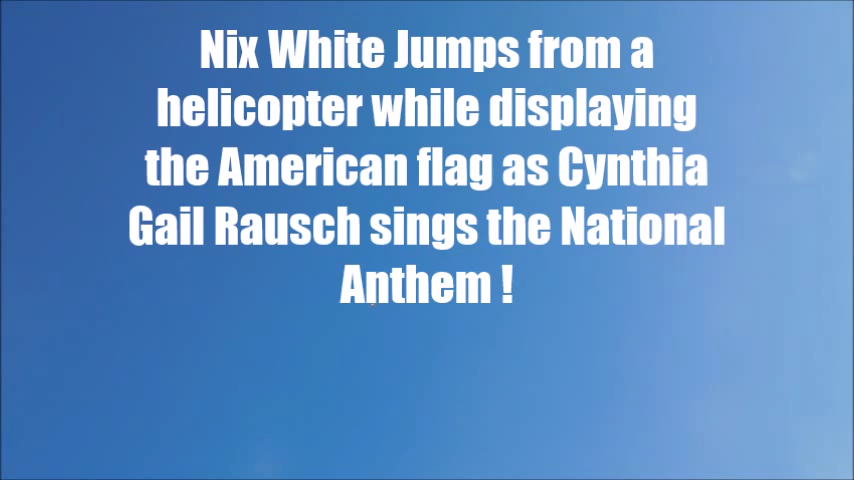 Nix White Jumps from a
helicopter while displaying
the American flag as Cynthia
Gail Rausch sings the National
Anthem !